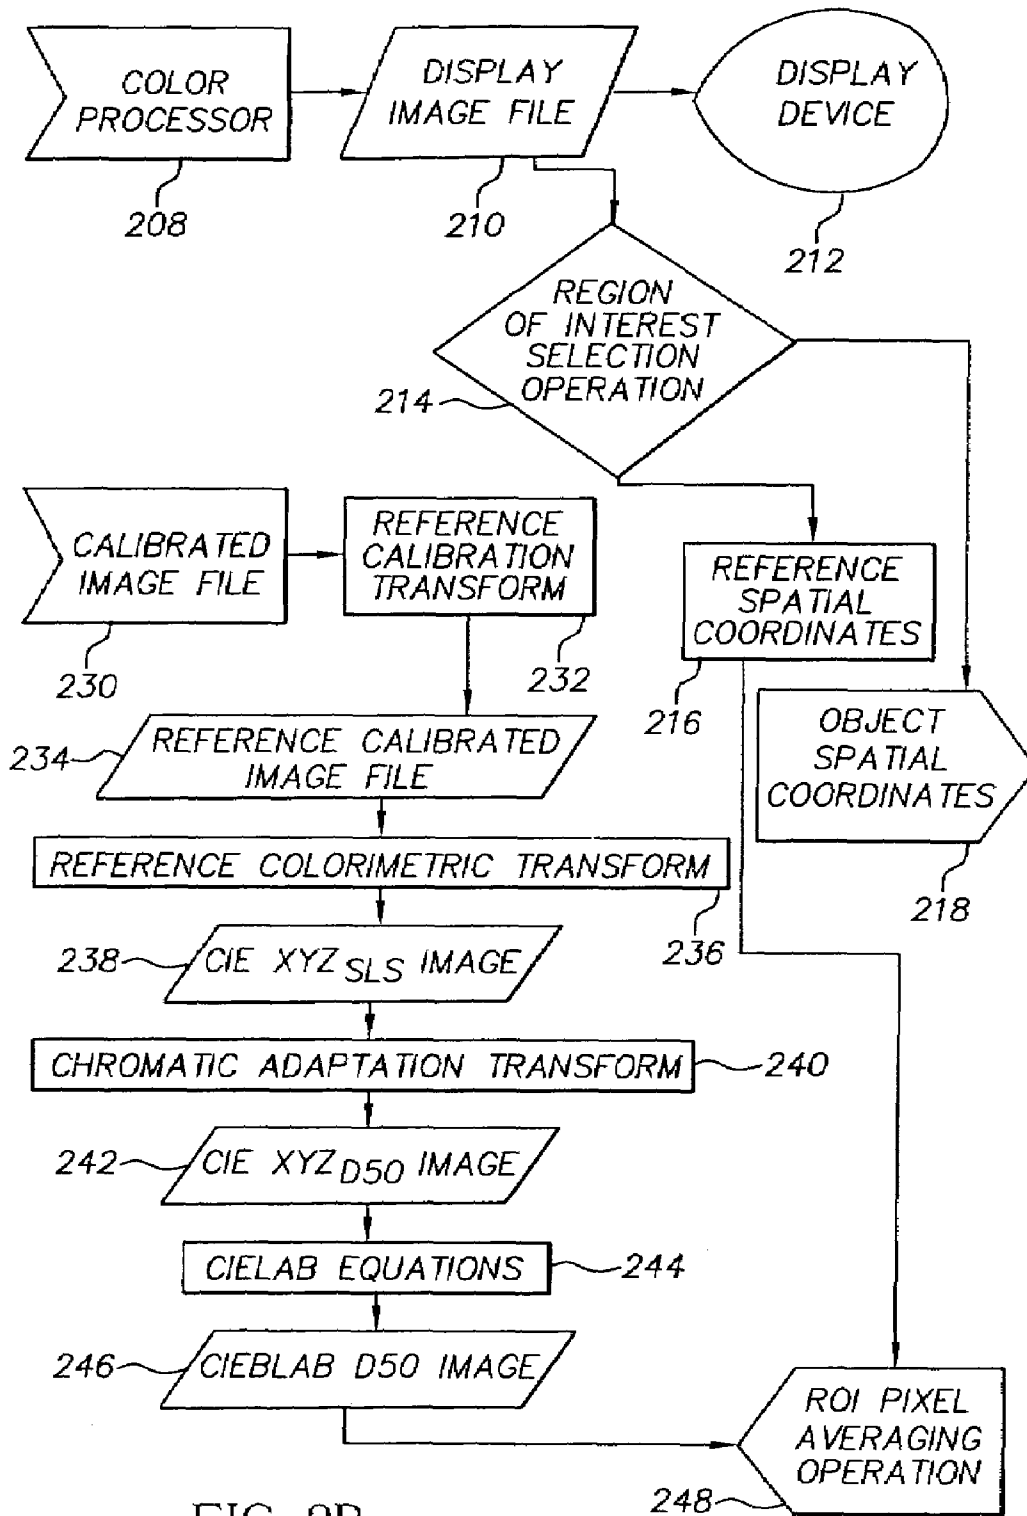 COLOR
PROCESSOR
208
DISPLAY
IMAGE FILE
210
DISPLAY
DEVICE
212
REGION
OF INTEREST
SELECTION
OPERATION
214
CALIBRATED
IMAGE FILE
230
REFERENCE
CALIBRATION
TRANSFORM
232
REFERENCE
SPATIAL
COORDINATES
216
OBJECT
SPATIAL
COORDINATES
218
234
REFERENCE CALIBRATED
IMAGE FILE
REFERENCE COLORIMETRIC TRANSFORM
236
238
CIE XYZ SLS IMAGE
CHROMATIC ADAPTATION TRANSFORM
240
242
CIE XYZ D50 IMAGE
CIELAB EQUATIONS
244
246
CIEBLAB D50 IMAGE
ROI PIXEL
AVERAGING
OPERATION
248